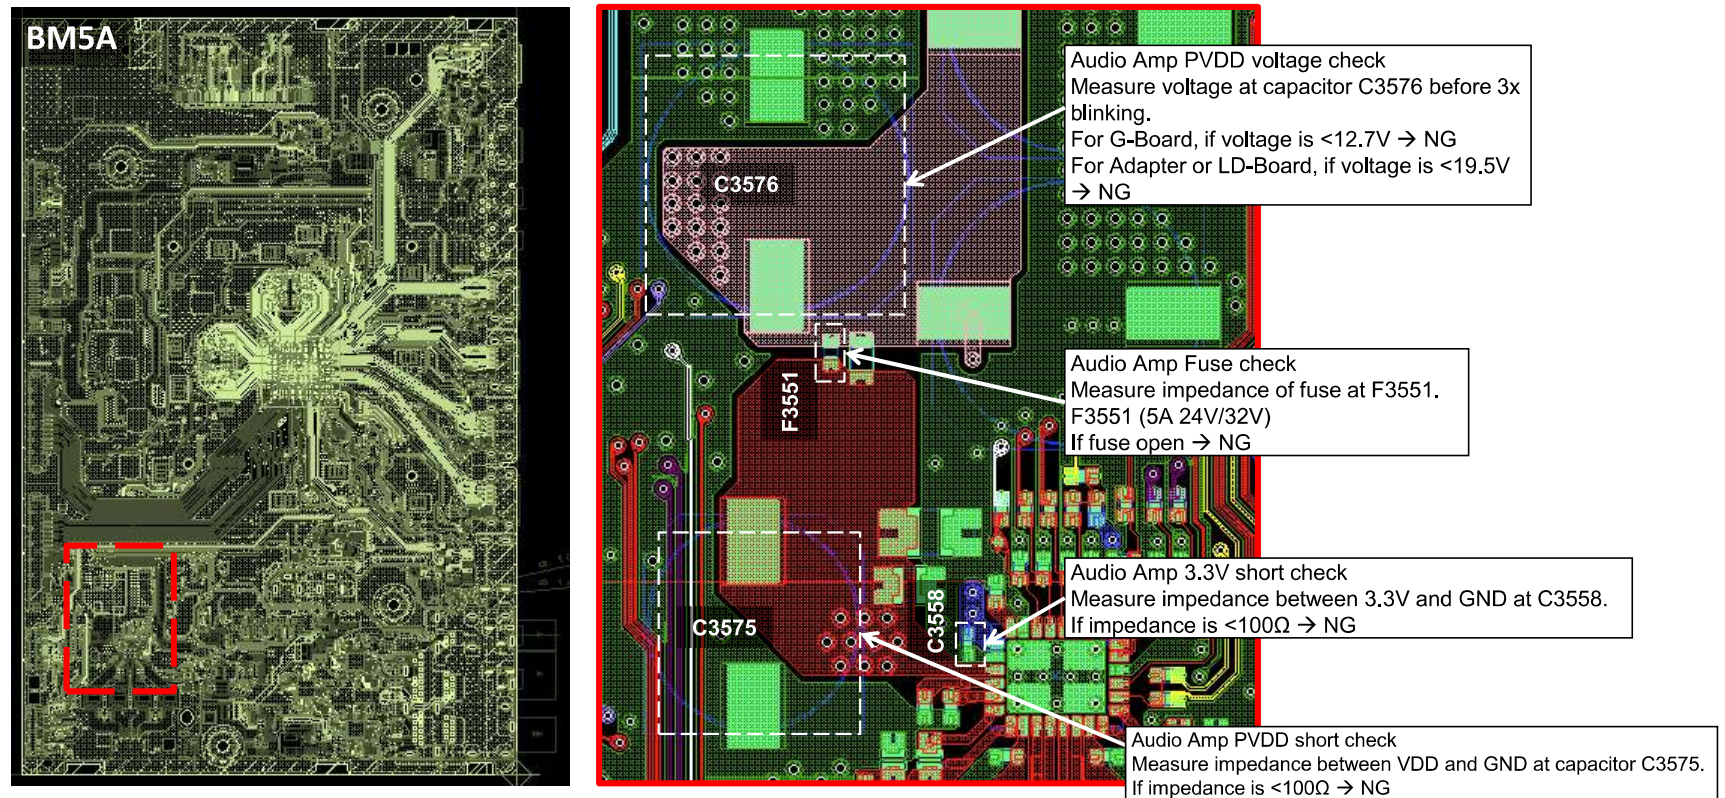 BM5A
Audio Amp PVDD voltage check
Measure voltage at capacitor C3576 before 3x
blinking.
For G-Board, if voltage is <12.7V → NG
For Adapter or LD-Board, if voltage is <19.5V
→ NG
C3576
Audio Amp Fuse check
Measure impedance of fuse at F3551.
F3551 (5A 24V/32V)
If fuse open → NG
F3551
Audio Amp 3.3V short check
Measure impedance between 3.3V and GND at C3558.
If impedance is <100Ω → NG
C3558
C3575
Audio Amp PVDD short check
Measure impedance between VDD and GND at capacitor C3575.
If impedance is <100Ω → NG